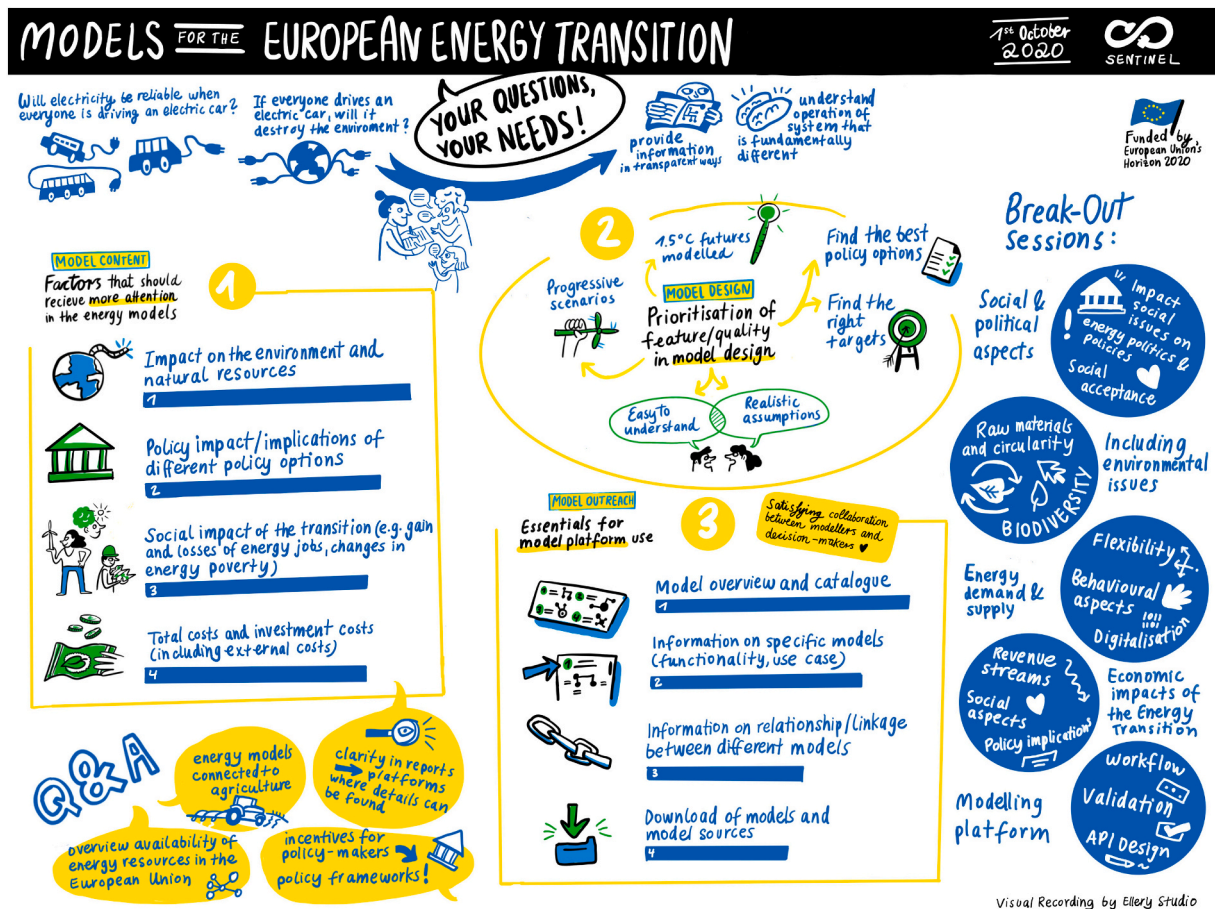 MODELS FOR THE EUROPEAN ENERGY TRANSITION
1st October
2020
SENTINEL
Will electricity be reliable when
everyone is driving an electric car?
If everyone drives an
electric car, will it
destroy the enviroment?
YOUR QUESTIONS,
YOUR NEEDS!
provide
information
in transparent ways
understand
operation of
system that
is fundamentally
different
Funded by
European Union's
Horizon 2020
MODEL CONTENT
Factors that should
recieve more attention
in the energy models
1
Impact on the environment and
natural resources
1
Policy impact/implications of
different policy options
2
Social impact of the transition (e.g. gain
and losses of energy jobs, changes in
energy poverty)
3
Total costs and investment costs
(including external costs)
4
2
1.5°C futures
modelled
Find the best
policy options
Progressive
scenarios
MODEL DESIGN
Prioritisation of
feature/quality
in model design
Find the
right
targets
Easy to
understand
Realistic
assumptions
MODEL OUTREACH
Essentials for
model platform use
3
Satisfying collaboration
between modellers and
decision-makers
Model overview and catalogue
1
Information on specific models
(functionality, use case)
2
Information on relationship/linkage
between different models
3
Download of models and
model sources
4
Q&A
energy models
connected to
agriculture
clarity in reports
platforms
where details can
be found
overview availability of
energy resources in the
European Union
incentives for
policy-makers
policy frameworks!
Break-Out
Sessions:
Social &
political
aspects
Impact
social
issues on
energy politics &
policies
Social
acceptance
Raw materials
and circularity
BIODIVERSITY
Including
environmental
issues
Energy
demand &
supply
Flexibility
Behavioural
aspects
Digitalisation
Revenue
streams
Social
aspects
Policy implications
Economic
impacts of
the Energy
Transition
Modelling
platform
Workflow
Validation
API Design
Visual Recording by Ellery Studio